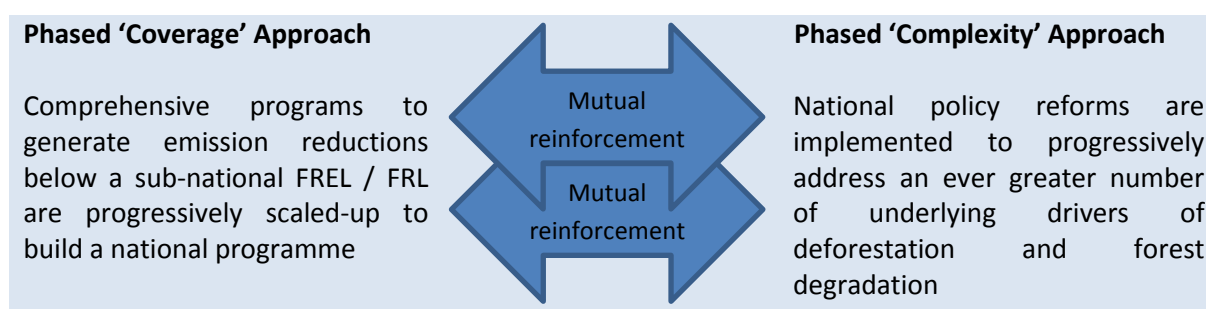 Phased ‘Coverage’ Approach
Comprehensive programs to
generate emission reductions
below a sub-national FREL / FRL
are progressively scaled-up to
build a national programme
Mutual
reinforcement
Mutual
reinforcement
Phased ‘Complexity’ Approach
National policy reforms are
implemented to progressively
address an ever greater number
of underlying drivers of
deforestation and forest
degradation